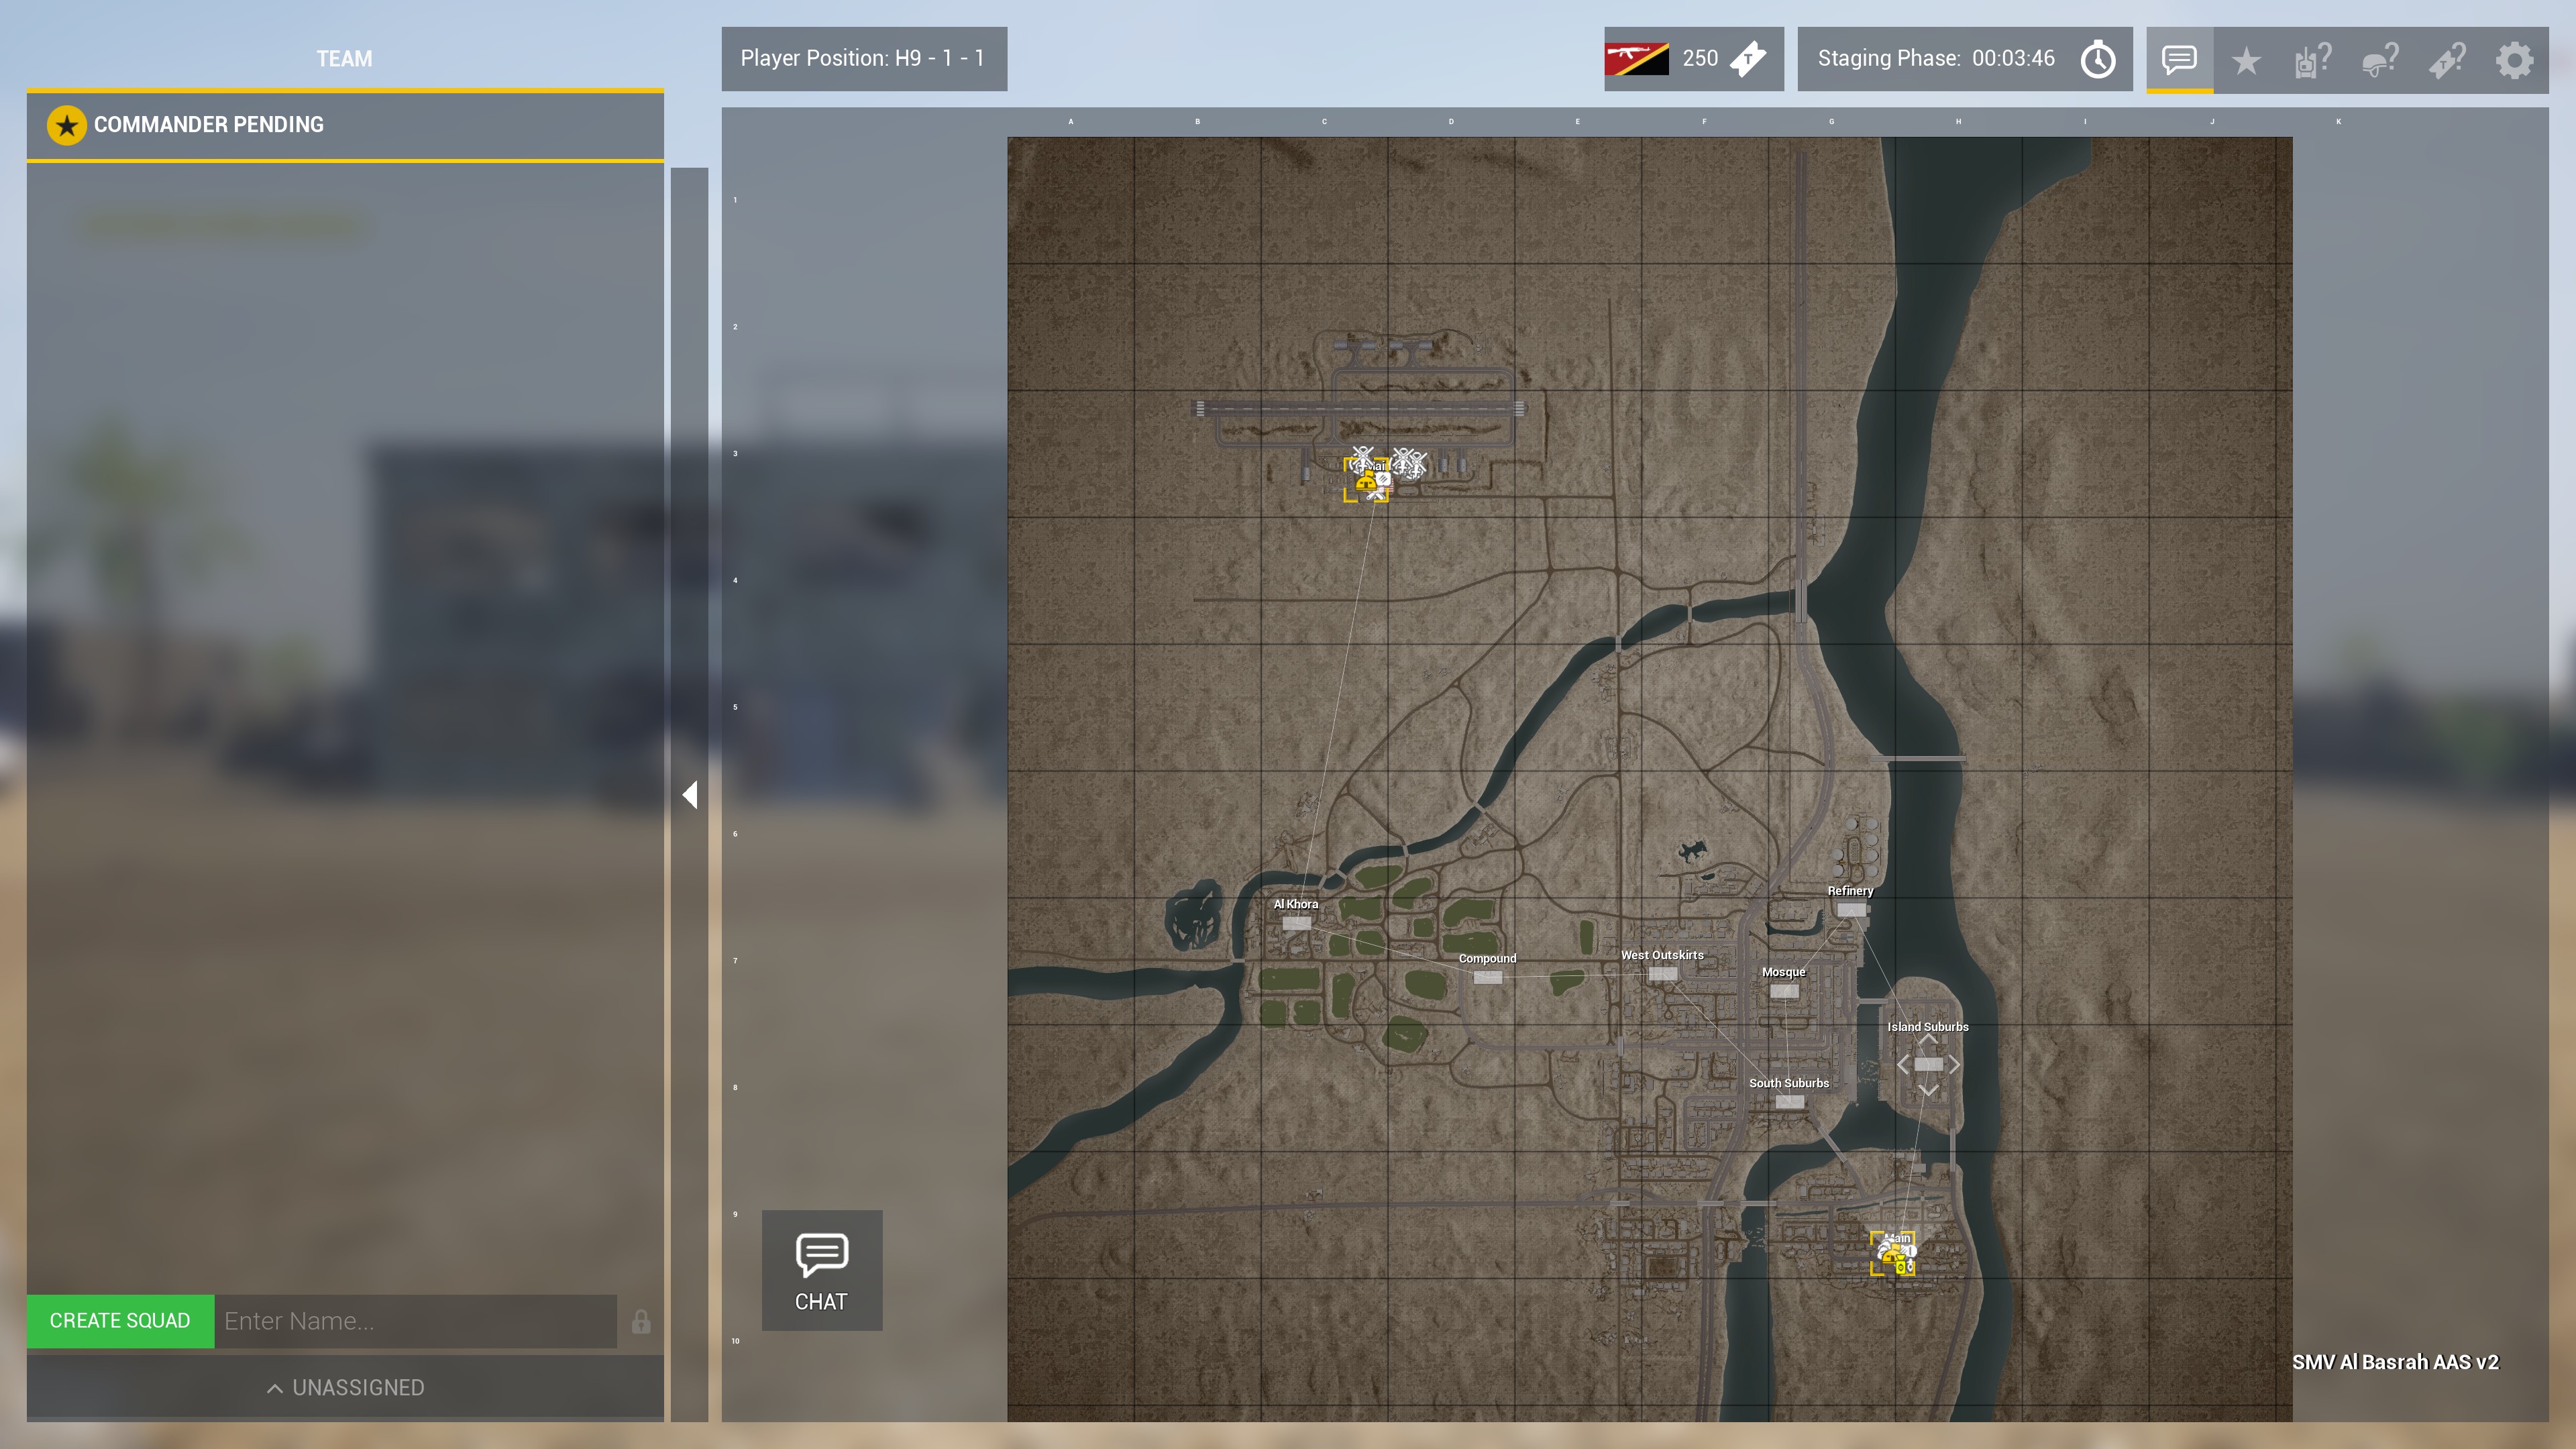 TEAM
Player Position: H9 - 1 - 1
250
T
Staging Phase: 00:03:46
?
?
T?
COMMANDER PENDING
A B C D E F G H I J K
1
2
3
4
5
6
7
8
9
10
Al Khora
Compound
West Outskirts
Refinery
Mosque
Island Suburbs
South Suburbs
CHAT
CREATE SQUAD
Enter Name...
UNASSIGNED
SMV Al Basrah AAS v2